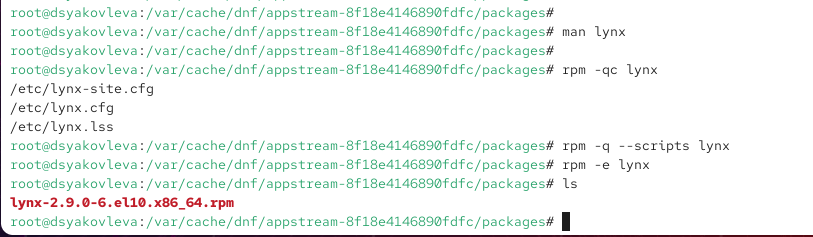 root@dsyakovleva:/var/cache/dnf/appstream-8f18e4146890fdfc/packages#
root@dsyakovleva:/var/cache/dnf/appstream-8f18e4146890fdfc/packages# man lynx
root@dsyakovleva:/var/cache/dnf/appstream-8f18e4146890fdfc/packages#
root@dsyakovleva:/var/cache/dnf/appstream-8f18e4146890fdfc/packages# rpm -qc lynx
/etc/lynx-site.cfg
/etc/lynx.cfg
/etc/lynx.lss
root@dsyakovleva:/var/cache/dnf/appstream-8f18e4146890fdfc/packages# rpm -q --scripts lynx
root@dsyakovleva:/var/cache/dnf/appstream-8f18e4146890fdfc/packages# rpm -e lynx
root@dsyakovleva:/var/cache/dnf/appstream-8f18e4146890fdfc/packages# ls
lynx-2.9.0-6.el10.x86_64.rpm
root@dsyakovleva:/var/cache/dnf/appstream-8f18e4146890fdfc/packages#